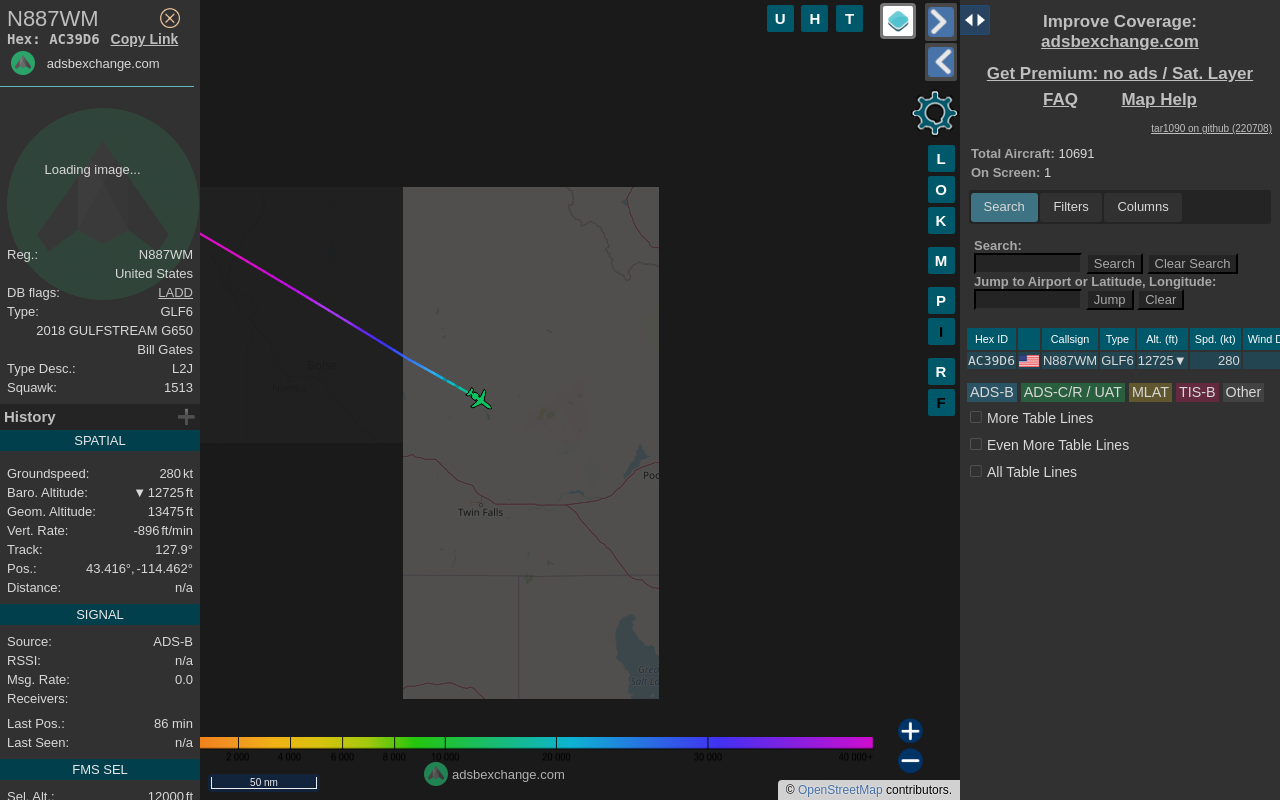 N887WM
Hex: AC39D6 Copy Link
adsbexchange.com
Loading image...
Reg.: N887WM
United States
DB flags: LADD
Type: GLF6
2018 GULFSTREAM G650
Bill Gates
Type Desc.: L2J
Squawk: 1513
History
SPATIAL
Groundspeed: 280 kt
Baro. Altitude: ▼ 12725 ft
Geom. Altitude: 13475 ft
Vert. Rate: -896 ft/min
Track: 127.9°
Pos.: 43.416°, -114.462°
Distance: n/a
SIGNAL
Source: ADS-B
RSSI: n/a
Msg. Rate: 0.0
Receivers:
Last Pos.: 86 min
Last Seen: n/a
FMS SEL
Sel. Alt.: 12000 ft
U H T
L
O
K
M
P
I
R
F
Twin Falls
Poc
Grea
Salt La
2 000 4 000 6 000 8 000 10 000 20 000 30 000 40 000+
50 nm
adsbexchange.com
© OpenStreetMap contributors.
Improve Coverage:
adsbexchange.com
Get Premium: no ads / Sat. Layer
FAQ Map Help
tar1090 on github (220708)
Total Aircraft: 10691
On Screen: 1
Search Filters Columns
Search:
Search Clear Search
Jump to Airport or Latitude, Longitude:
Jump Clear
Hex ID Callsign Type Alt. (ft) Spd. (kt) Wind D
AC39D6 N887WM GLF6 12725▼ 280
ADS-B ADS-C/R / UAT MLAT TIS-B Other
More Table Lines
Even More Table Lines
All Table Lines